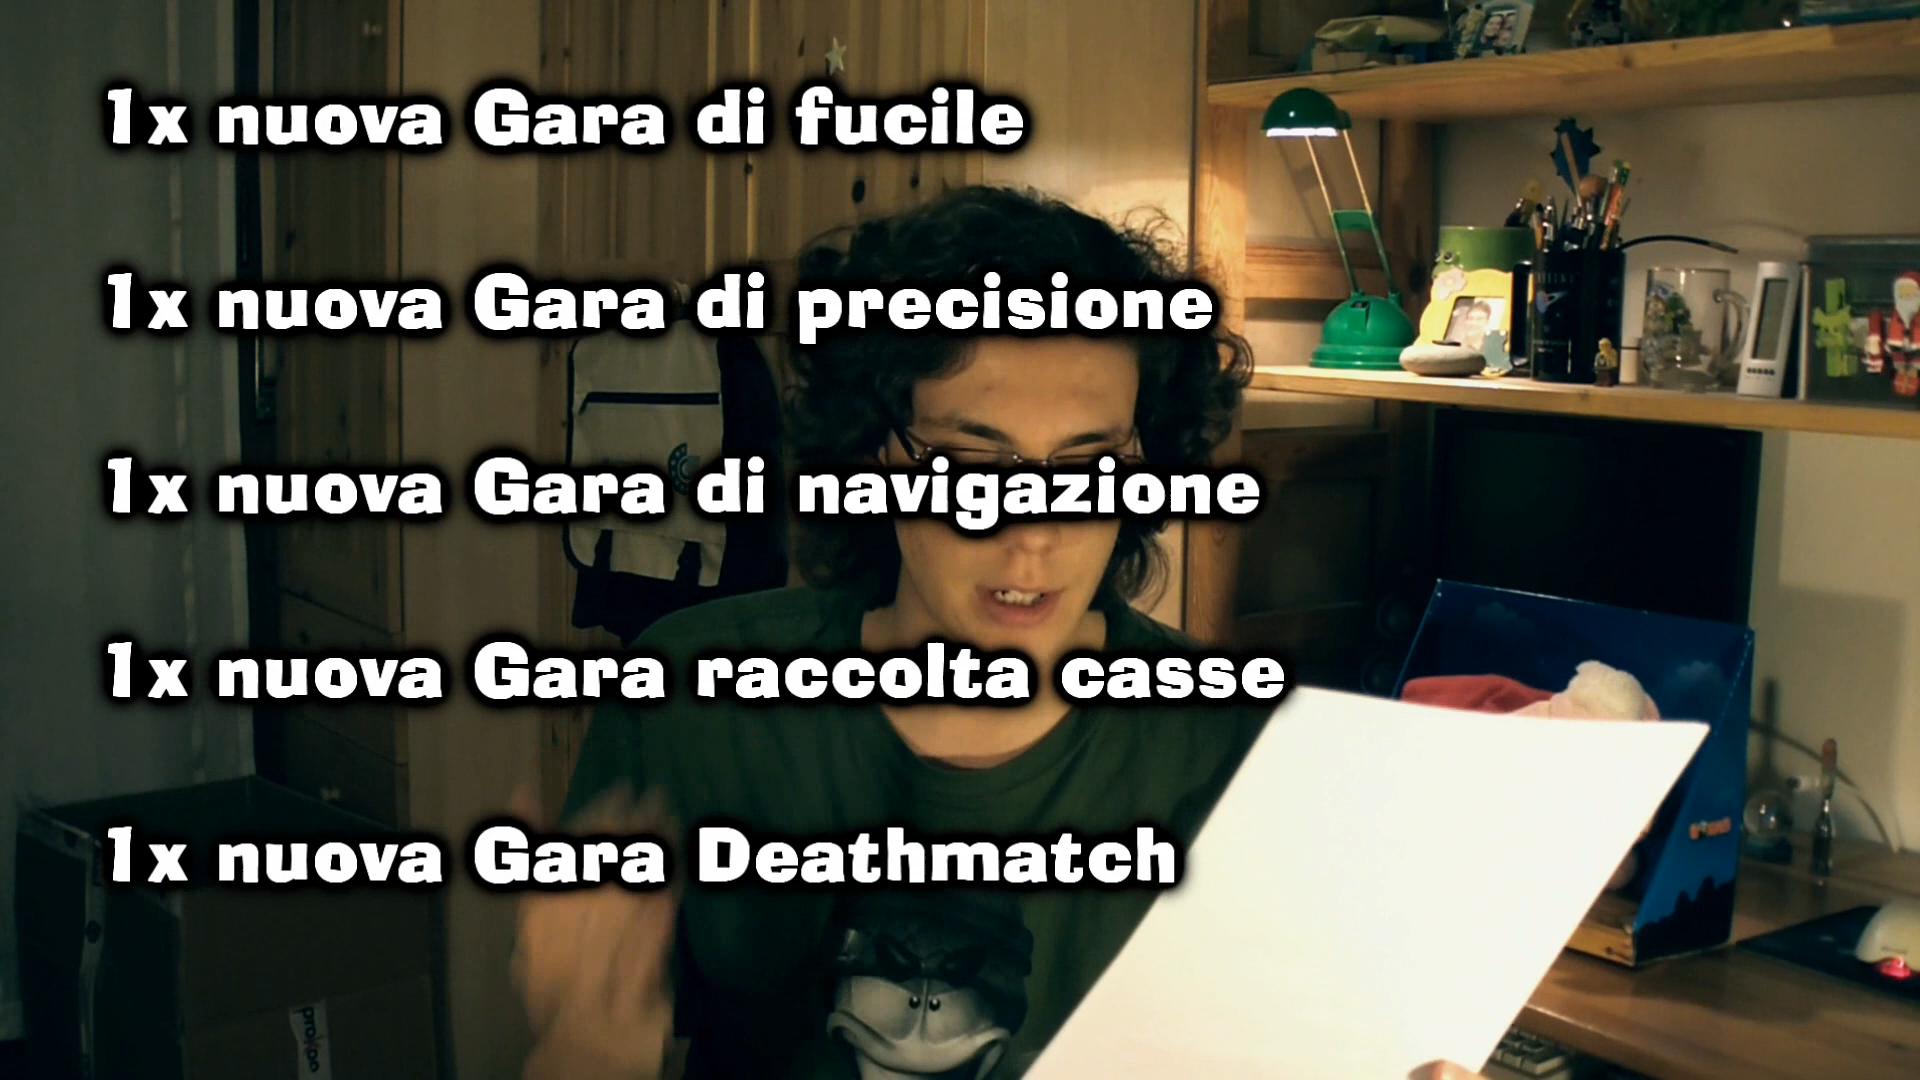 1x nuova Gara di fucile
1x nuova Gara di precisione
1x nuova Gara di navigazione
1x nuova Gara raccolta casse
1x nuova Gara Deathmatch